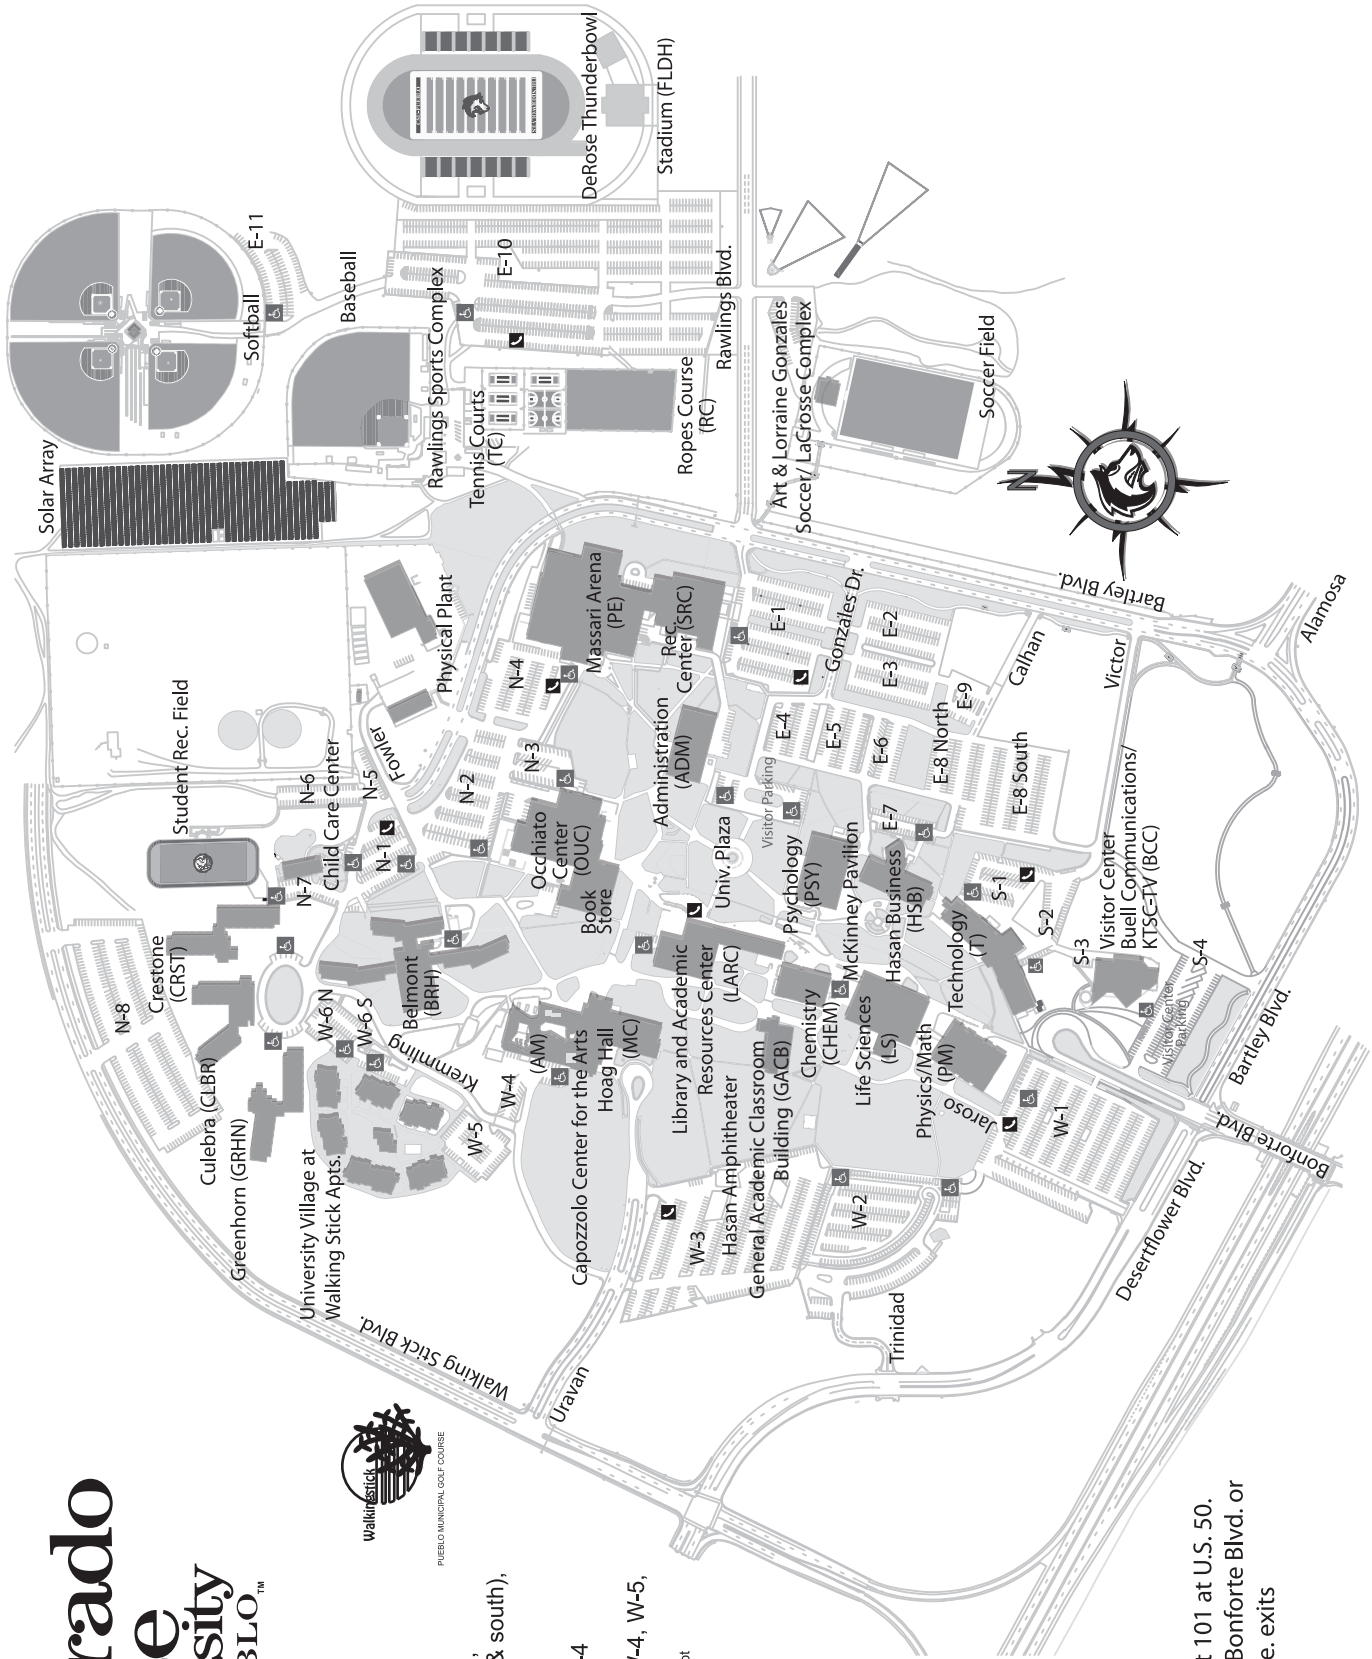 rado
e
sity
BLO™
& south),
-4
W-4, W-5,
ot
t 101 at U.S. 50.
Bonforte Blvd. or
e. exits
Walkingstick
PUEBLO MUNICIPAL GOLF COURSE
Solar Array
Softball
E-11
Baseball
DeRose Thunderbowl
Stadium (FLDH)
Rawlings Sports Complex
E-10
Tennis Courts
(TC)
Ropes Course
(RC)
Rawlings Blvd.
Art & Lorraine Gonzales
Soccer/ LaCrosse Complex
Soccer Field
N
Student Rec. Field
Physical Plant
Fowler
N-6
N-5
Child Care Center
N-1
N-7
N-2
N-3
N-4
Massari Arena
(PE)
Rec.
Center (SRC)
E-1
Gonzales Dr.
E-2
E-3
Bartley Blvd.
Calhan
Victor
Alamosa
E-9
E-8 North
E-8 South
E-4
E-5
E-6
E-7
Administration
(ADM)
Visitor Parking
Univ. Plaza
Occhiato
Center
(OUC)
Book
Store
Psychology
(PSY)
McKinney Pavilion
Hasan Business
(HSB)
Technology
(T)
S-1
S-2
S-3
S-4
Visitor Center
Buell Communications/
KTSC-TV (BCC)
Visitor Center
Parking
Bartley Blvd.
N-8
Crestone
(CRST)
Culebra (CLBR)
Greenhorn (GRHN)
W-6 N
W-6 S
Belmont
(BRH)
Kremmling
W-4
W-5
University Village at
Walking Stick Apts.
(AM)
Capozzolo Center for the Arts
Hoag Hall
(MC)
Library and Academic
Resources Center
(LARC)
Hasan Amphitheater
General Academic Classroom
Building (GACB)
Chemistry
(CHEM)
Life Sciences
(LS)
Physics/Math
(PM)
Jaroso
W-1
W-2
W-3
Trinidad
Uravan
Walking Stick Blvd.
Desertflower Blvd.
Bonforte Blvd.